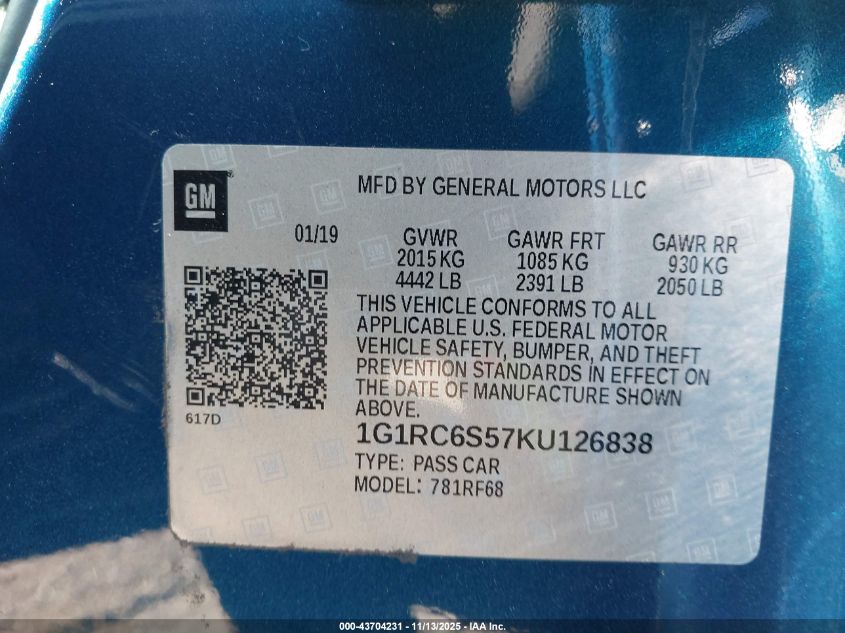 GM
MFD BY GENERAL MOTORS LLC
01/19
GVWR GAWR FRT GAWR RR
2015 KG 1085 KG 930 KG
4442 LB 2391 LB 2050 LB
THIS VEHICLE CONFORMS TO ALL
APPLICABLE U.S. FEDERAL MOTOR
VEHICLE SAFETY, BUMPER, AND THEFT
PREVENTION STANDARDS IN EFFECT ON
THE DATE OF MANUFACTURE SHOWN
ABOVE.
617D
1G1RC6S57KU126838
TYPE: PASS CAR
MODEL: 781RF68
000-43704231 - 11/13/2025 - IAA Inc.